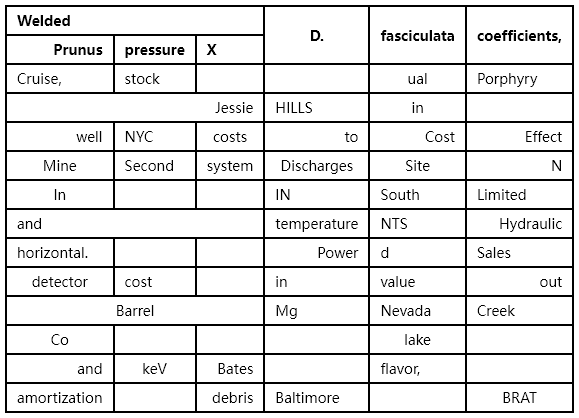 Welded D. fasciculata coefficients,
Prunus pressure X
Cruise, stock ual Porphyry
Jessie HILLS in
well NYC costs to Cost Effect
Mine Second system Discharges Site N
In IN South Limited
and temperature NTS Hydraulic
horizontal. Power d Sales
detector cost in value out
Barrel Mg Nevada Creek
Co lake
and keV Bates flavor,
amortization debris Baltimore BRAT